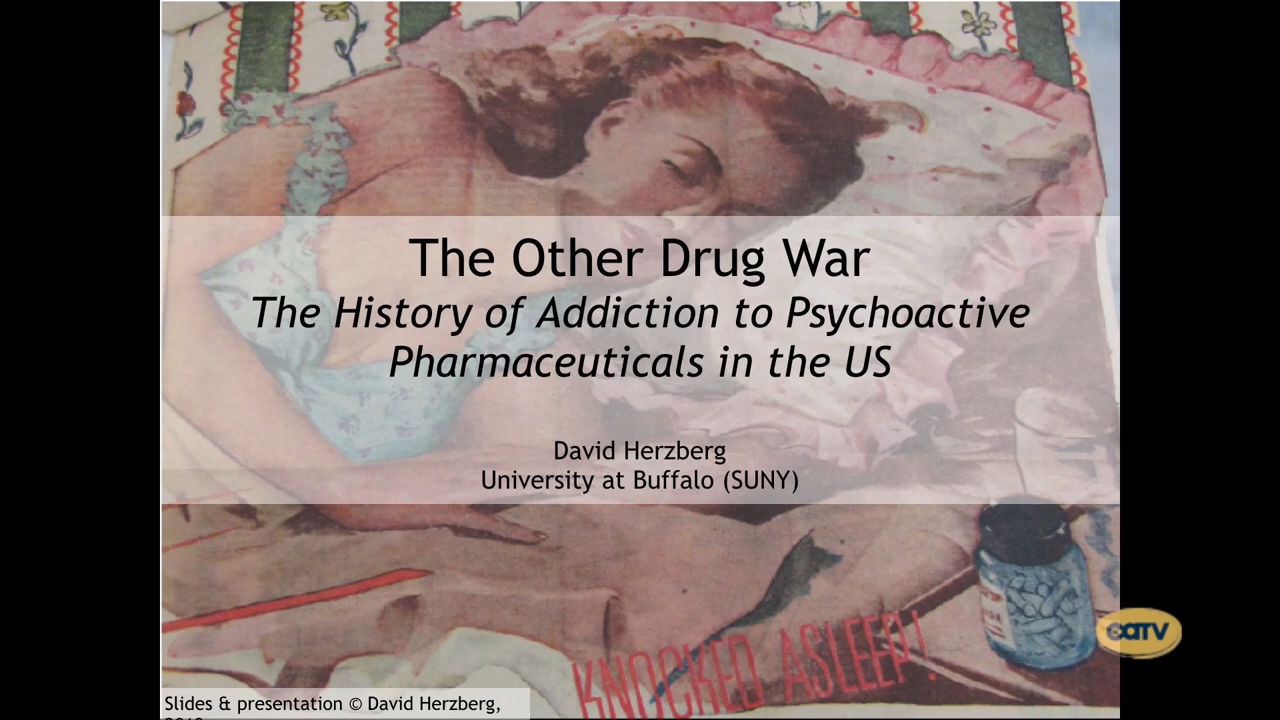 The Other Drug War
The History of Addiction to Psychoactive
Pharmaceuticals in the US
David Herzberg
University at Buffalo (SUNY)
KNOCKED ASLEEP!
Slides & presentation © David Herzberg,
catv